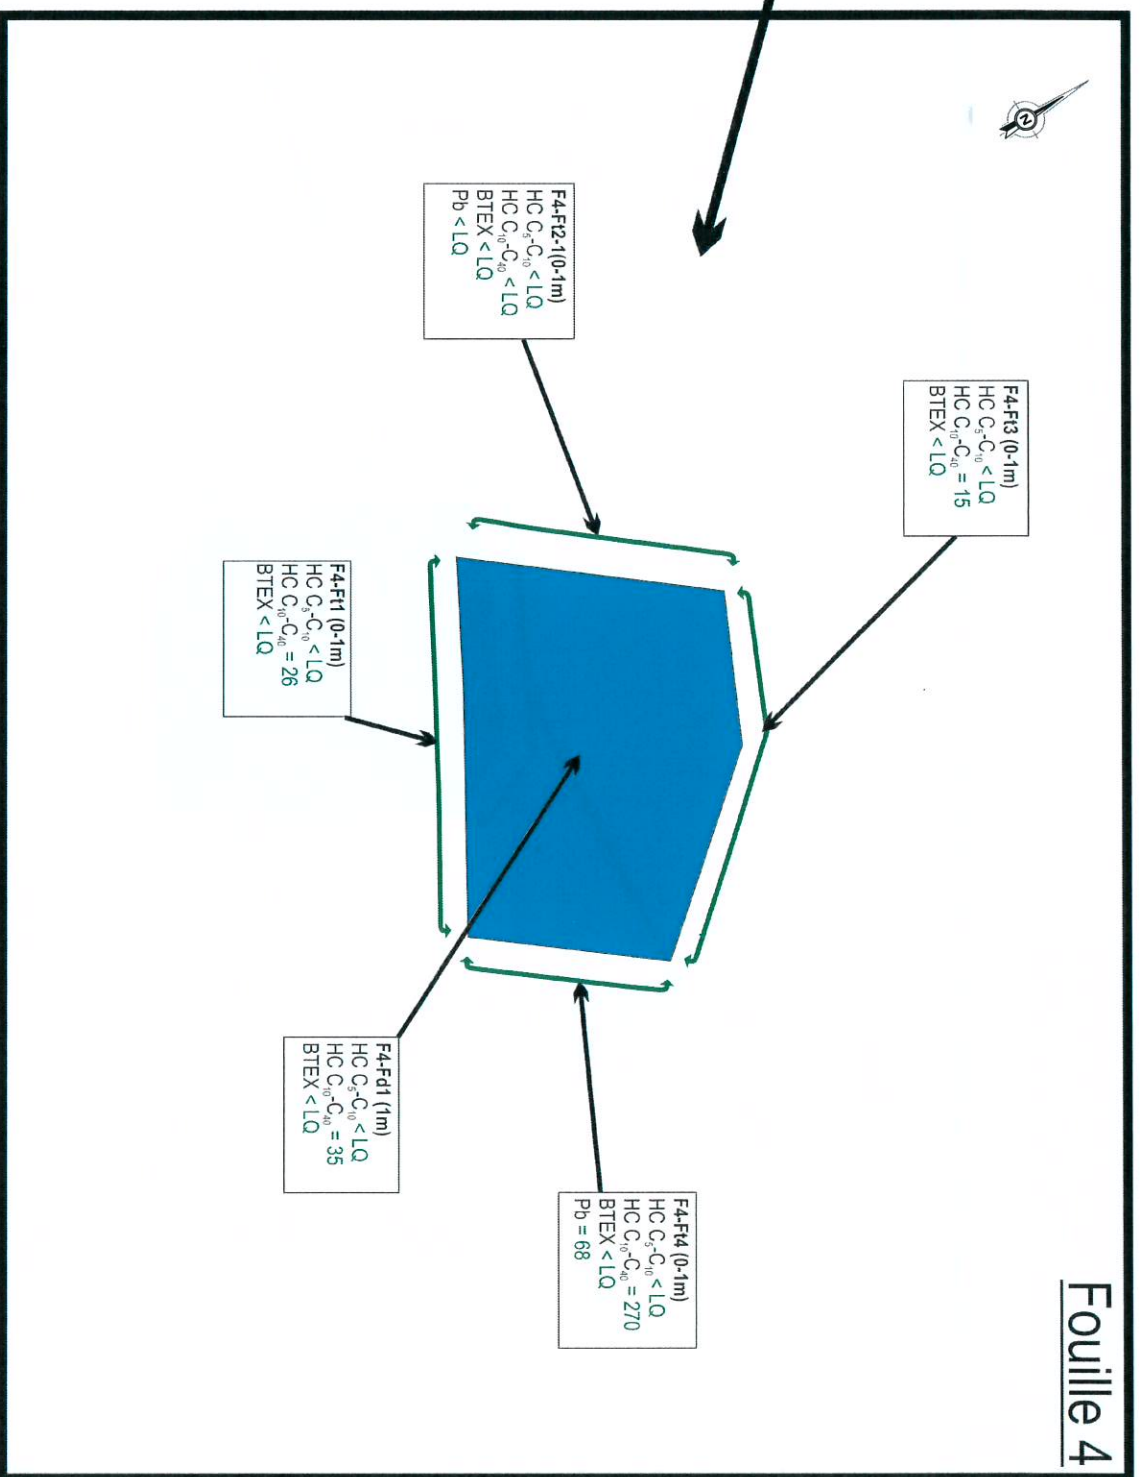 Fouille 4
N
F4-Ft3 (0-1m)
HC C₅-C₁₀ < LQ
HC C₁₀-C₄₀ = 15
BTEX < LQ
F4-Ft2-1(0-1m)
HC C₅-C₁₀ < LQ
HC C₁₀-C₄₀ < LQ
BTEX < LQ
Pb < LQ
F4-Ft4 (0-1m)
HC C₅-C₁₀ < LQ
HC C₁₀-C₄₀ = 270
BTEX < LQ
Pb = 68
F4-Ft1 (0-1m)
HC C₅-C₁₀ < LQ
HC C₁₀-C₄₀ = 26
BTEX < LQ
F4-Fd1 (1m)
HC C₅-C₁₀ < LQ
HC C₁₀-C₄₀ = 35
BTEX < LQ